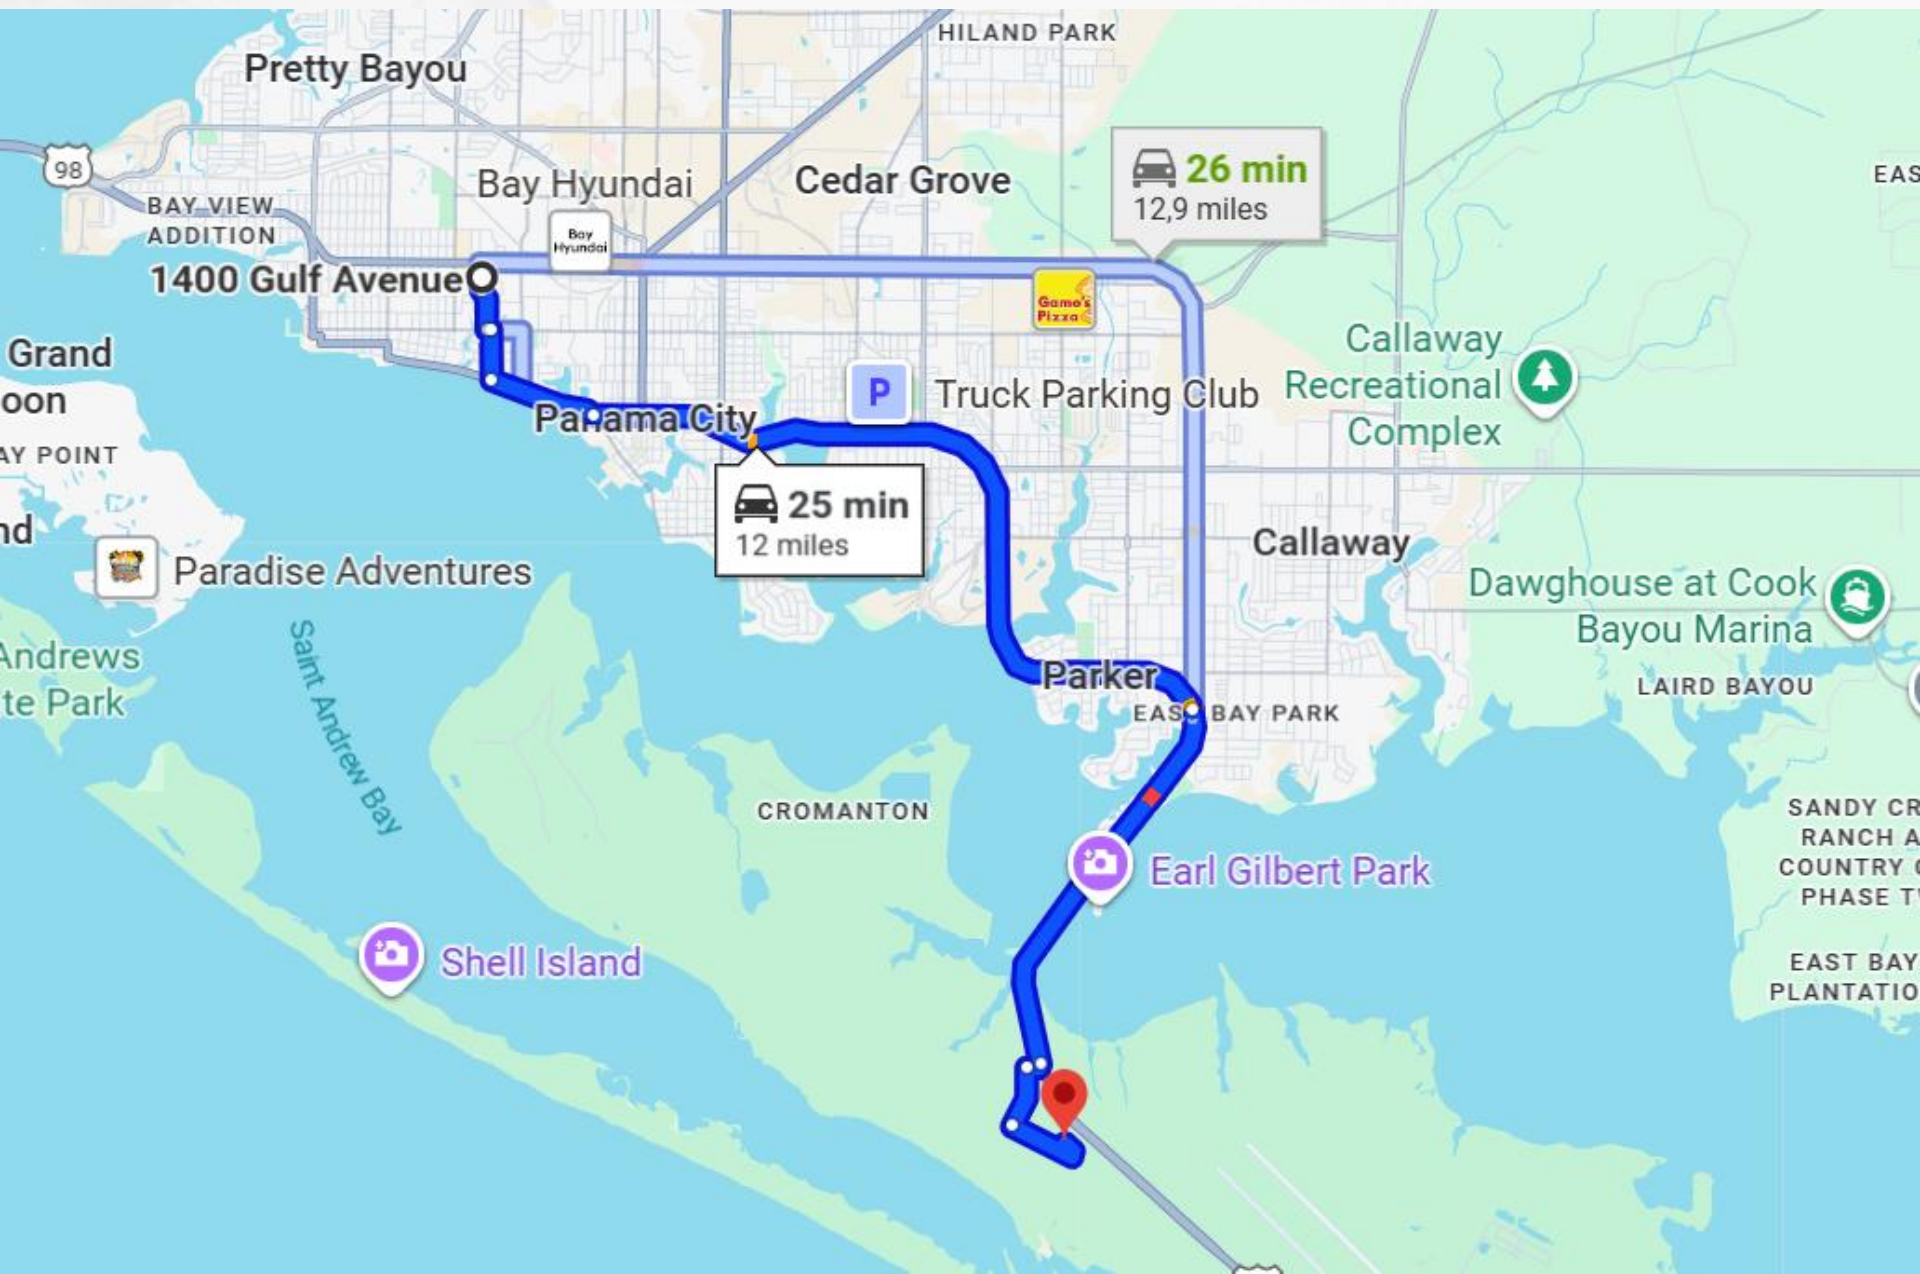 HILAND PARK
Pretty Bayou
98
26 min
12,9 miles
EAS
Bay Hyundai
Cedar Grove
BAY VIEW
ADDITION
Bay
Hyundai
1400 Gulf Avenue
Gamo's
Pizza
Grand
oon
AY POINT
Callaway
Recreational
Complex
P
Truck Parking Club
Panama City
25 min
12 miles
nd
Callaway
Paradise Adventures
Dawghouse at Cook
Bayou Marina
Andrews
te Park
Saint Andrew Bay
Parker
LAIRD BAYOU
EAST BAY PARK
CROMANTON
SANDY CR
RANCH A
COUNTRY C
PHASE TW
Earl Gilbert Park
Shell Island
EAST BAY
PLANTATIO